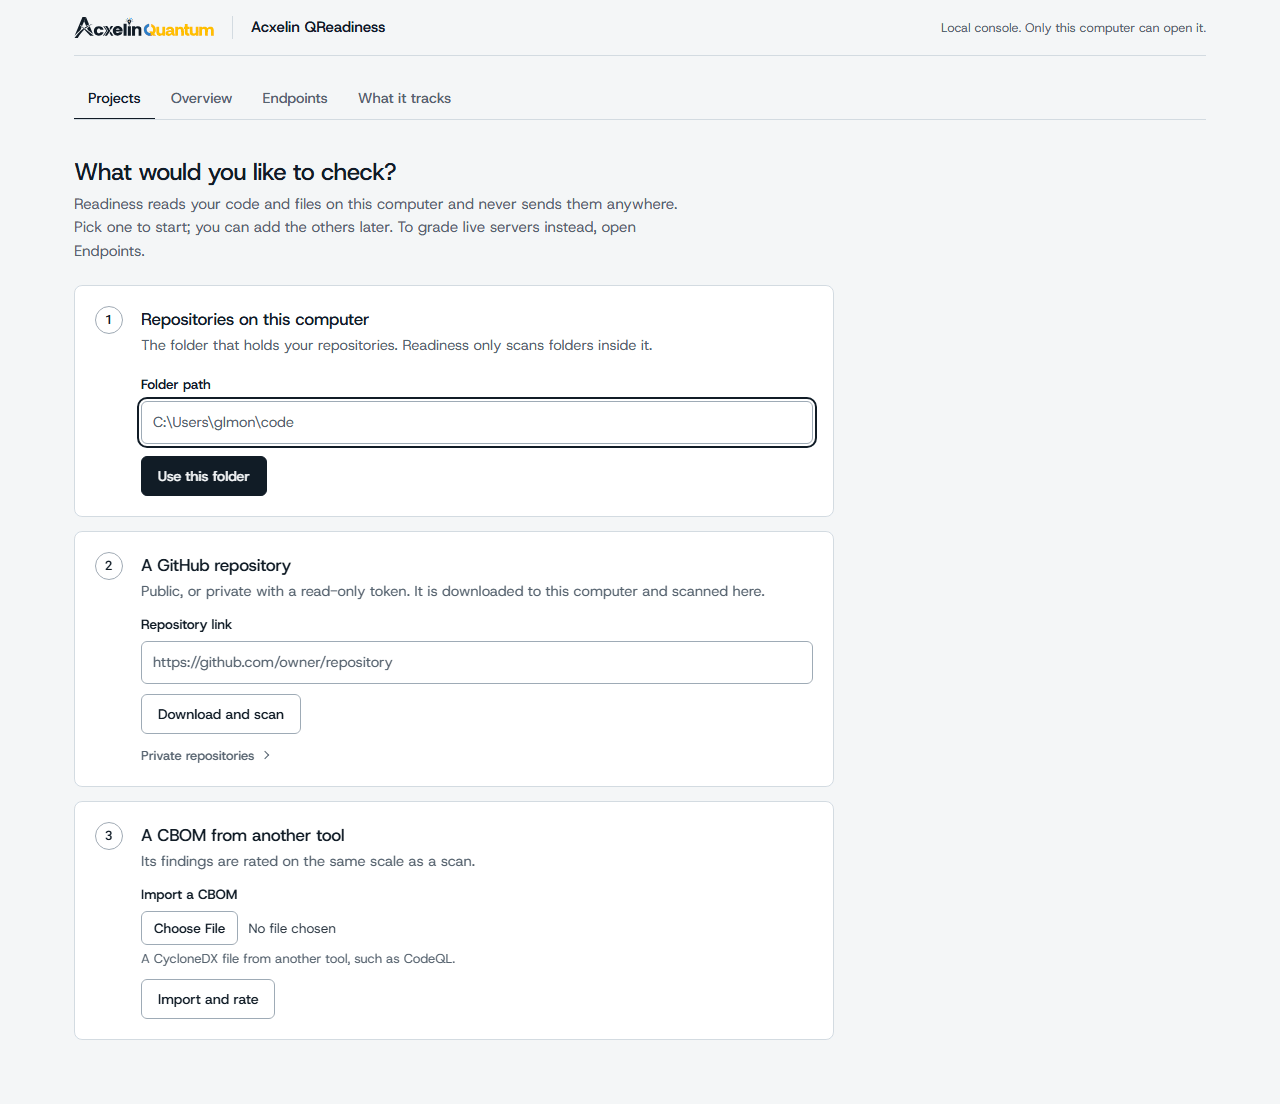 Acxelin Quantum
Acxelin QReadiness
Local console. Only this computer can open it.
Projects
Overview
Endpoints
What it tracks
What would you like to check?
Readiness reads your code and files on this computer and never sends them anywhere.
Pick one to start; you can add the others later. To grade live servers instead, open
Endpoints.
1
Repositories on this computer
The folder that holds your repositories. Readiness only scans folders inside it.
Folder path
C:\Users\glmon\code
Use this folder
2
A GitHub repository
Public, or private with a read-only token. It is downloaded to this computer and scanned here.
Repository link
https://github.com/owner/repository
Download and scan
Private repositories
3
A CBOM from another tool
Its findings are rated on the same scale as a scan.
Import a CBOM
Choose File
No file chosen
A CycloneDX file from another tool, such as CodeQL.
Import and rate